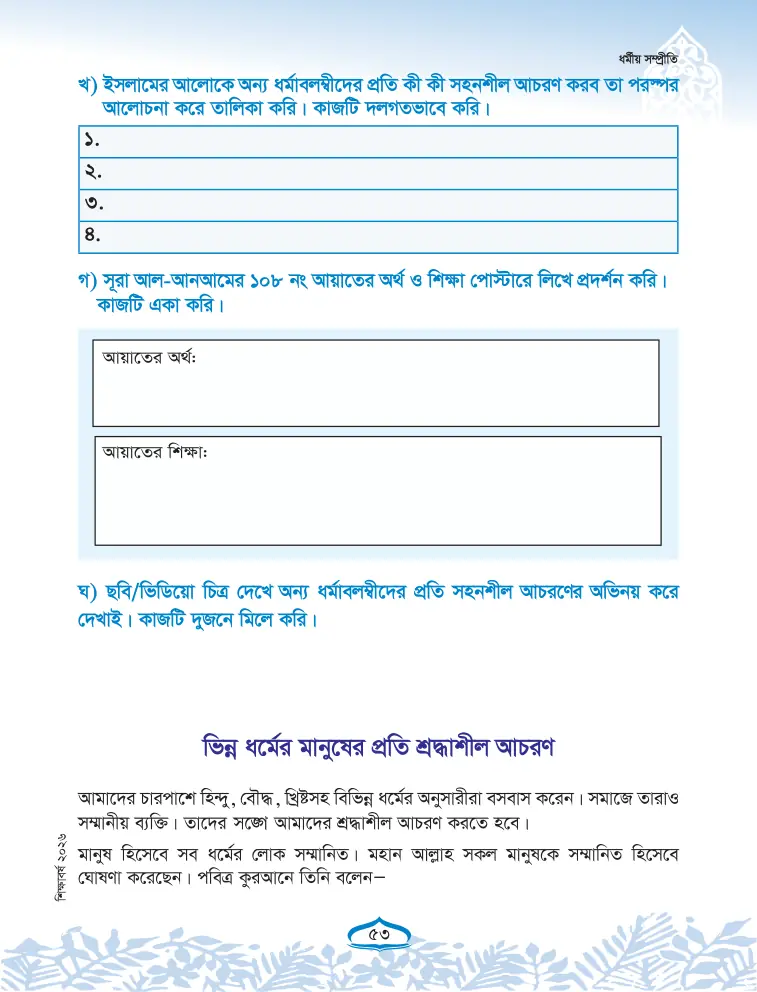 ধর্মীয় সম্প্রীতি
খ) ইসলামের আলোকে অন্য ধর্মাবলম্বীদের প্রতি কী কী সহনশীল আচরণ করব তা পরস্পর
আলোচনা করে তালিকা করি। কাজটি দলগতভাবে করি।
১.
২.
৩.
৪.
গ) সূরা আল-আনআমের ১০৮ নং আয়াতের অর্থ ও শিক্ষা পোস্টারে লিখে প্রদর্শন করি।
কাজটি একা করি।
আয়াতের অর্থ:
আয়াতের শিক্ষা:
ঘ) ছবি/ভিডিয়ো চিত্র দেখে অন্য ধর্মাবলম্বীদের প্রতি সহনশীল আচরণের অভিনয় করে
দেখাই। কাজটি দুজনে মিলে করি।
ভিন্ন ধর্মের মানুষের প্রতি শ্রদ্ধাশীল আচরণ
আমাদের চারপাশে হিন্দু, বৌদ্ধ, খ্রিষ্টসহ বিভিন্ন ধর্মের অনুসারীরা বসবাস করেন। সমাজে তারাও
সম্মানীয় ব্যক্তি। তাদের সঙ্গে আমাদের শ্রদ্ধাশীল আচরণ করতে হবে।
মানুষ হিসেবে সব ধর্মের লোক সম্মানিত। মহান আল্লাহ সকল মানুষকে সম্মানিত হিসেবে
ঘোষণা করেছেন। পবিত্র কুরআনে তিনি বলেন–
শিক্ষাবর্ষ ২০২৬
৫৩